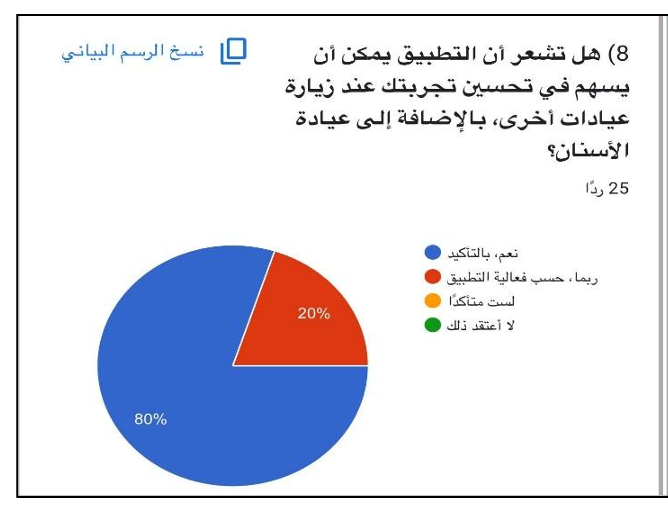 8) هل تشعر أن التطبيق يمكن أن
يسهم في تحسين تجربتك عند زيارة
عيادات أخرى، بالإضافة إلى عيادة
الأسنان؟
نسخ الرسم البياني
25 ردًا
نعم، بالتأكيد
ربما، حسب فعالية التطبيق
لست متأكدًا
لا أعتقد ذلك
20%
80%